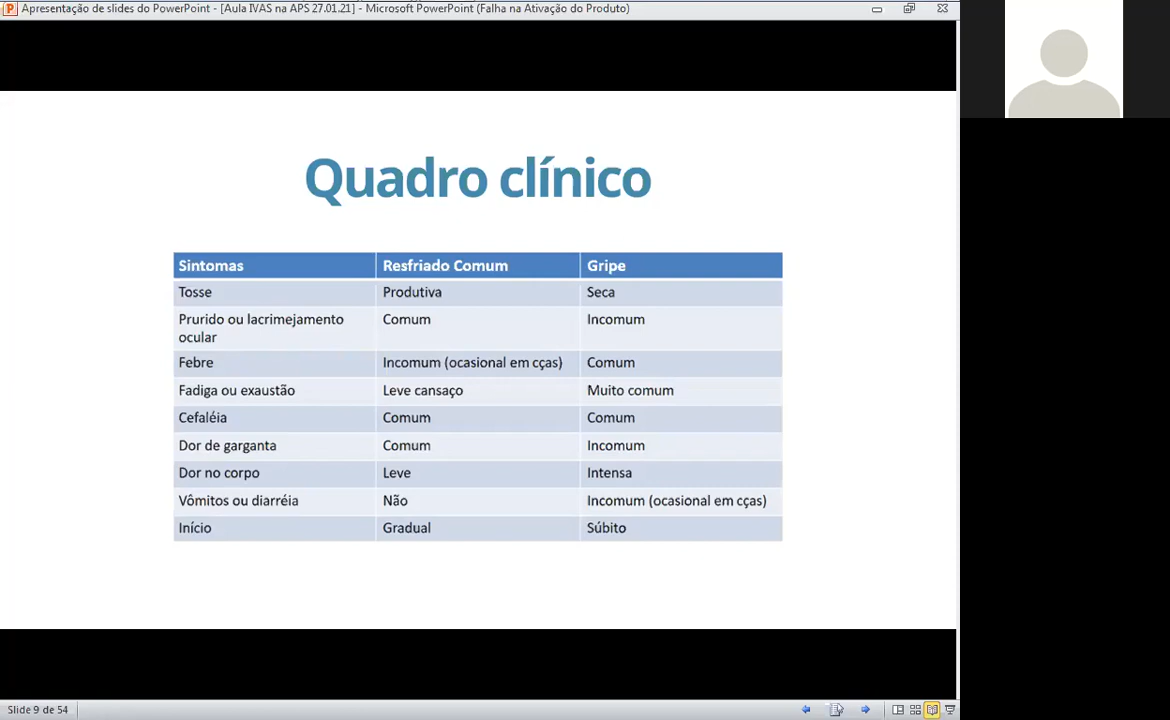 Apresentação de slides do PowerPoint - [Aula IVAS na APS 27.01.21] - Microsoft PowerPoint (Falha na Ativação do Produto)
Quadro clínico
Sintomas Resfriado Comum Gripe
Tosse Produtiva Seca
Prurido ou lacrimejamento Comum Incomum
ocular
Febre Incomum (ocasional em cças) Comum
Fadiga ou exaustão Leve cansaço Muito comum
Cefaléia Comum Comum
Dor de garganta Comum Incomum
Dor no corpo Leve Intensa
Vômitos ou diarréia Não Incomum (ocasional em cças)
Início Gradual Súbito
Slide 9 de 54